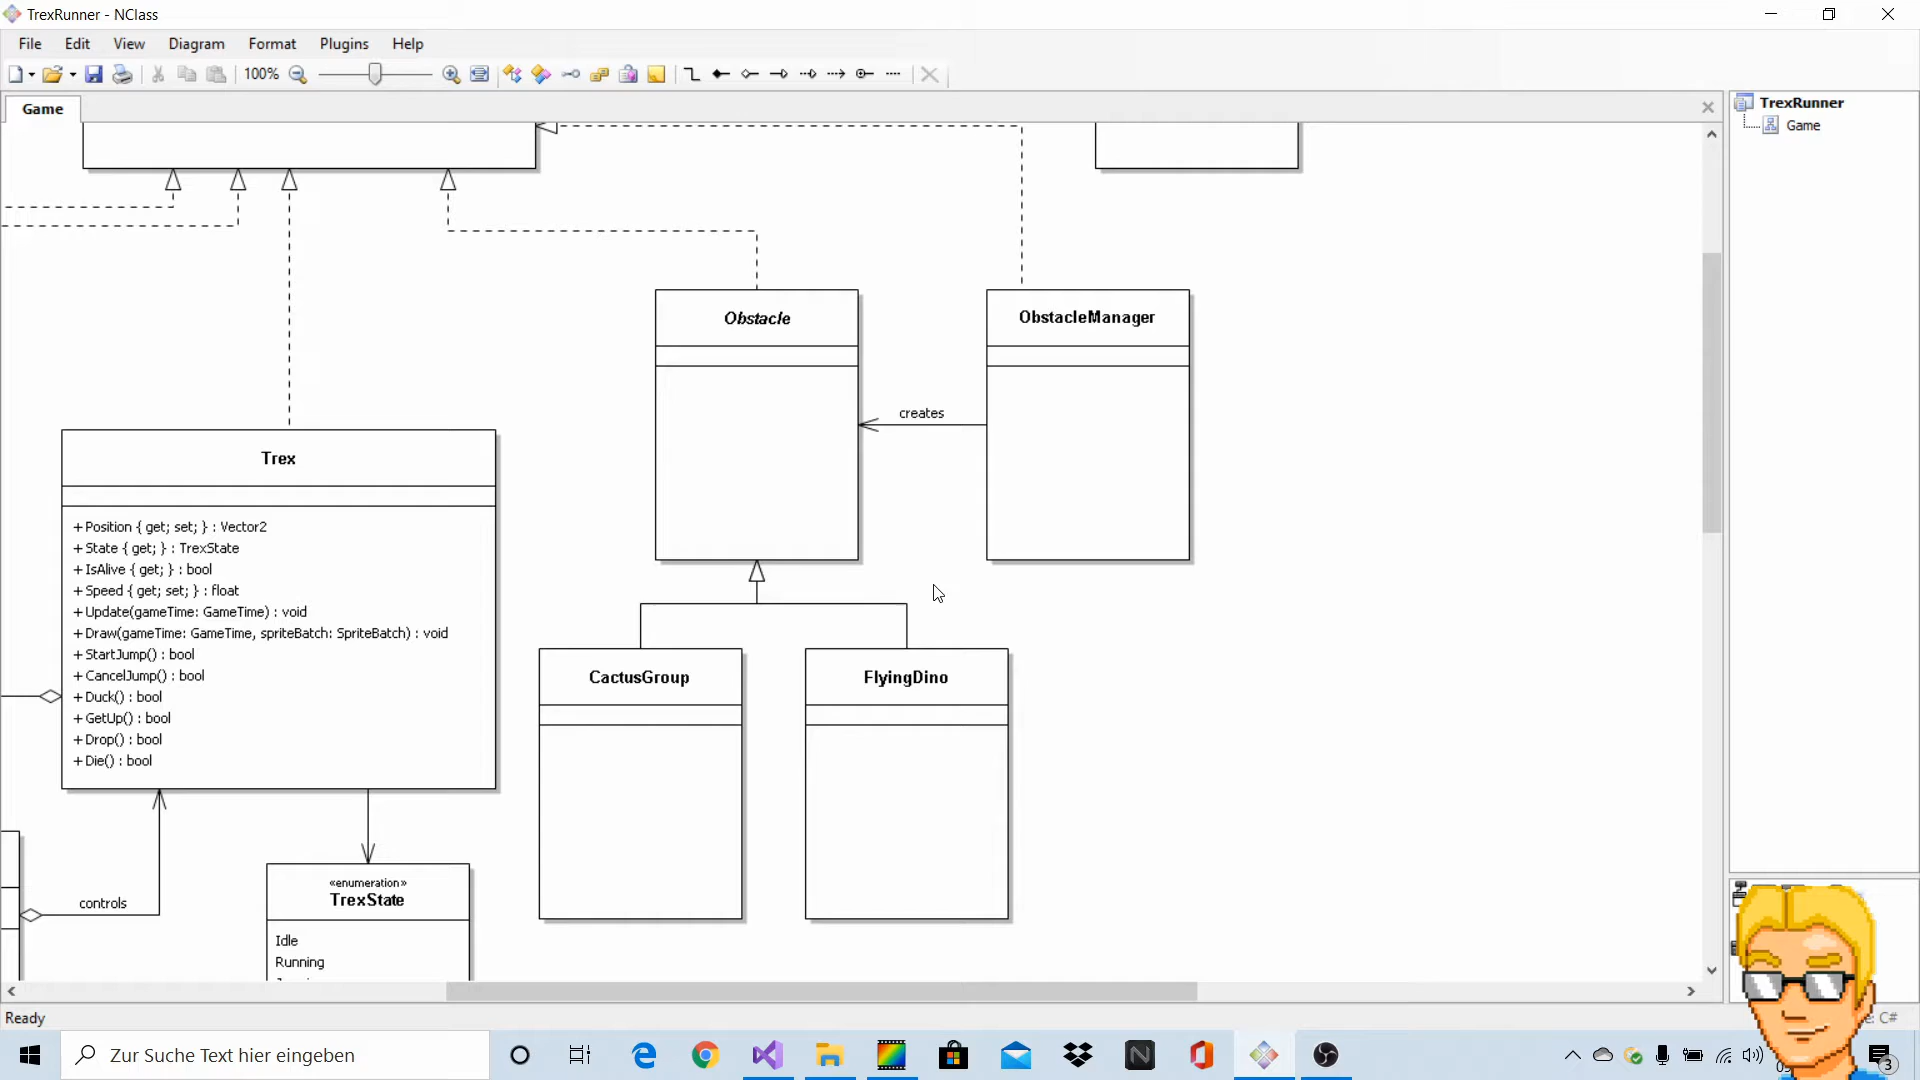 TrexRunner - NClass
File Edit View Diagram Format Plugins Help
100%
Game
TrexRunner
Game
Obstacle
ObstacleManager
creates
Trex
+ Position { get; set; } : Vector2
+ State { get; } : TrexState
+ IsAlive { get; } : bool
+ Speed { get; set; } : float
+ Update(gameTime: GameTime) : void
+ Draw(gameTime: GameTime, spriteBatch: SpriteBatch) : void
+ StartJump() : bool
+ CancelJump() : bool
+ Duck() : bool
+ GetUp() : bool
+ Drop() : bool
+ Die() : bool
CactusGroup
FlyingDino
controls
«enumeration»
TrexState
Idle
Running
Ready
C#
Zur Suche Text hier eingeben
3